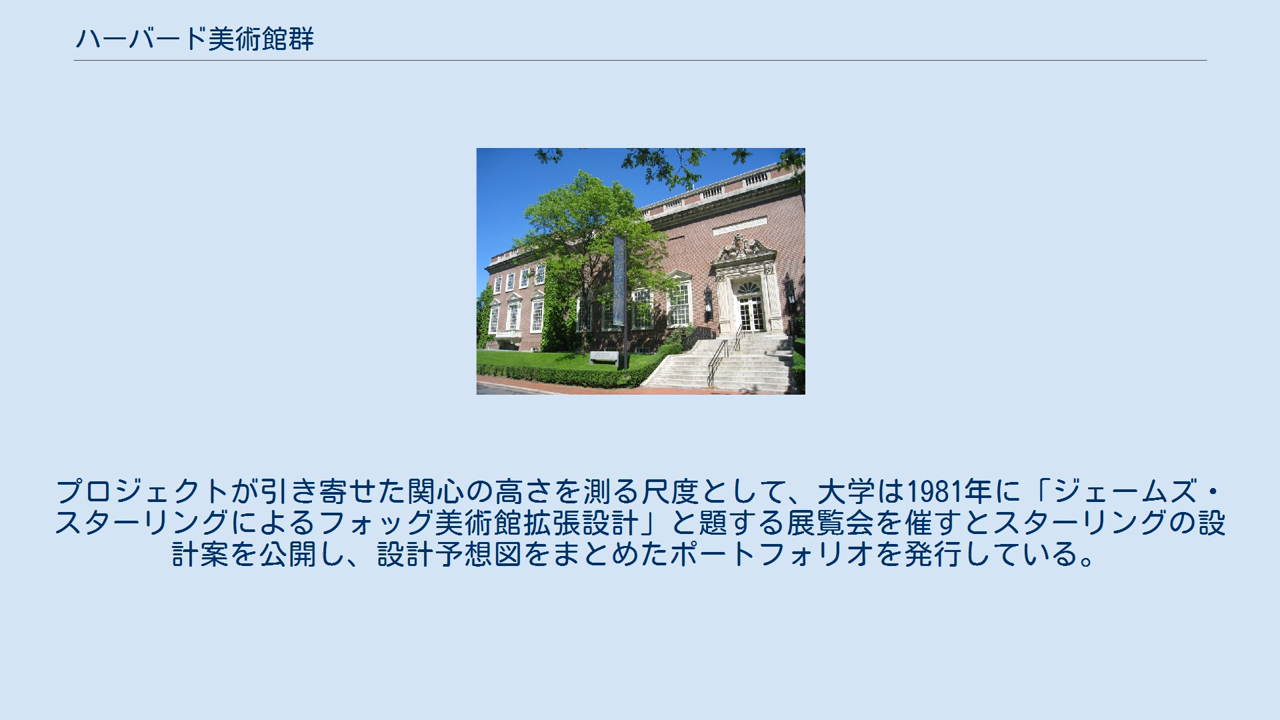 ハーバード美術館群
プロジェクトが引き寄せた関心の高さを測る尺度として、大学は1981年に「ジェームズ・
スターリングによるフォッグ美術館拡張設計」と題する展覧会を催すとスターリングの設
計案を公開し、設計予想図をまとめたポートフォリオを発行している。